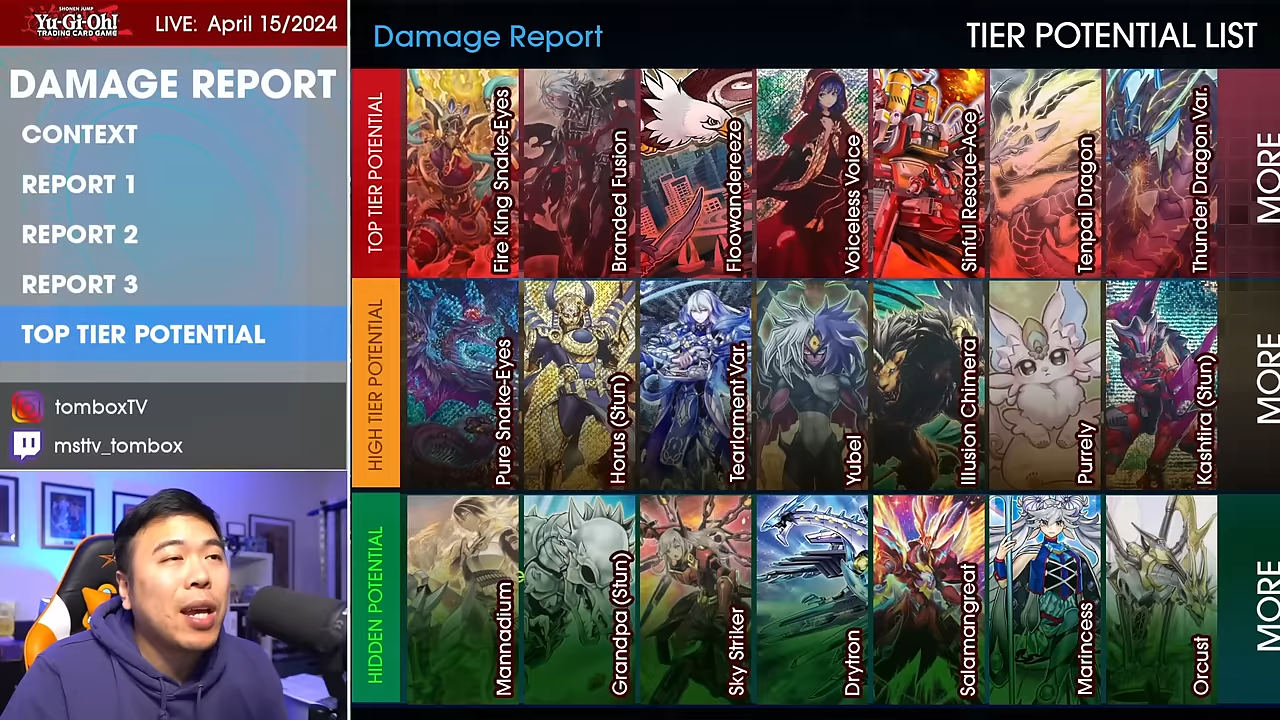 SHONEN JUMP
Yu-Gi-Oh!
TRADING CARD GAME
LIVE: April 15/2024
DAMAGE REPORT
CONTEXT
REPORT 1
REPORT 2
REPORT 3
TOP TIER POTENTIAL
tomboxTV
msttv_tombox
Damage Report
TIER POTENTIAL LIST
TOP TIER POTENTIAL
Fire King Snake-Eyes
Branded Fusion
Floowandereeze
Voiceless Voice
Sinful Rescue-Ace
Tenpai Dragon
Thunder Dragon Var.
MORE
HIGH TIER POTENTIAL
Pure Snake-Eyes
Horus (Stun)
Tearlament Var.
Yubel
Illusion Chimera
Purrely
Kashtira (Stun)
MORE
HIDDEN POTENTIAL
Mannadium
Grandpa (Stun)
Sky Striker
Drytron
Salamangreat
Marincess
Orcust
MORE